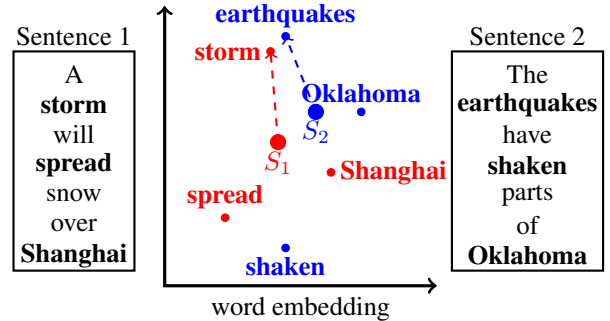 Sentence 1
A
storm
will
spread
snow
over
Shanghai
earthquakes
storm
Oklahoma
S2
S1
Shanghai
spread
shaken
word embedding
Sentence 2
The
earthquakes
have
shaken
parts
of
Oklahoma